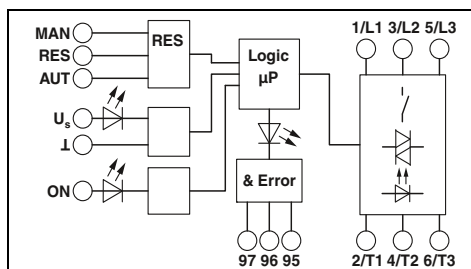 MAN
RES
AUT
RES
Us
⊥
ON
Logic
µP
& Error
97 96 95
1/L1 3/L2 5/L3
2/T1 4/T2 6/T3